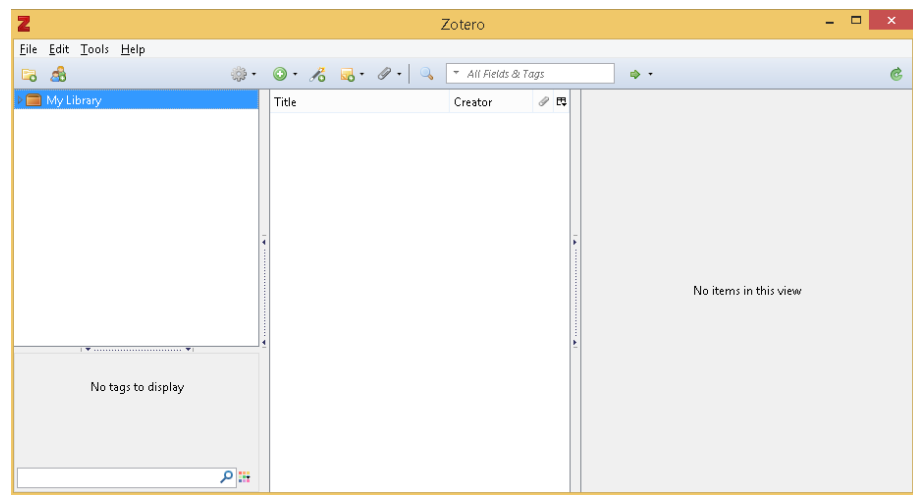 Zotero
File Edit Tools Help
All Fields & Tags
My Library
Title Creator
No items in this view
No tags to display